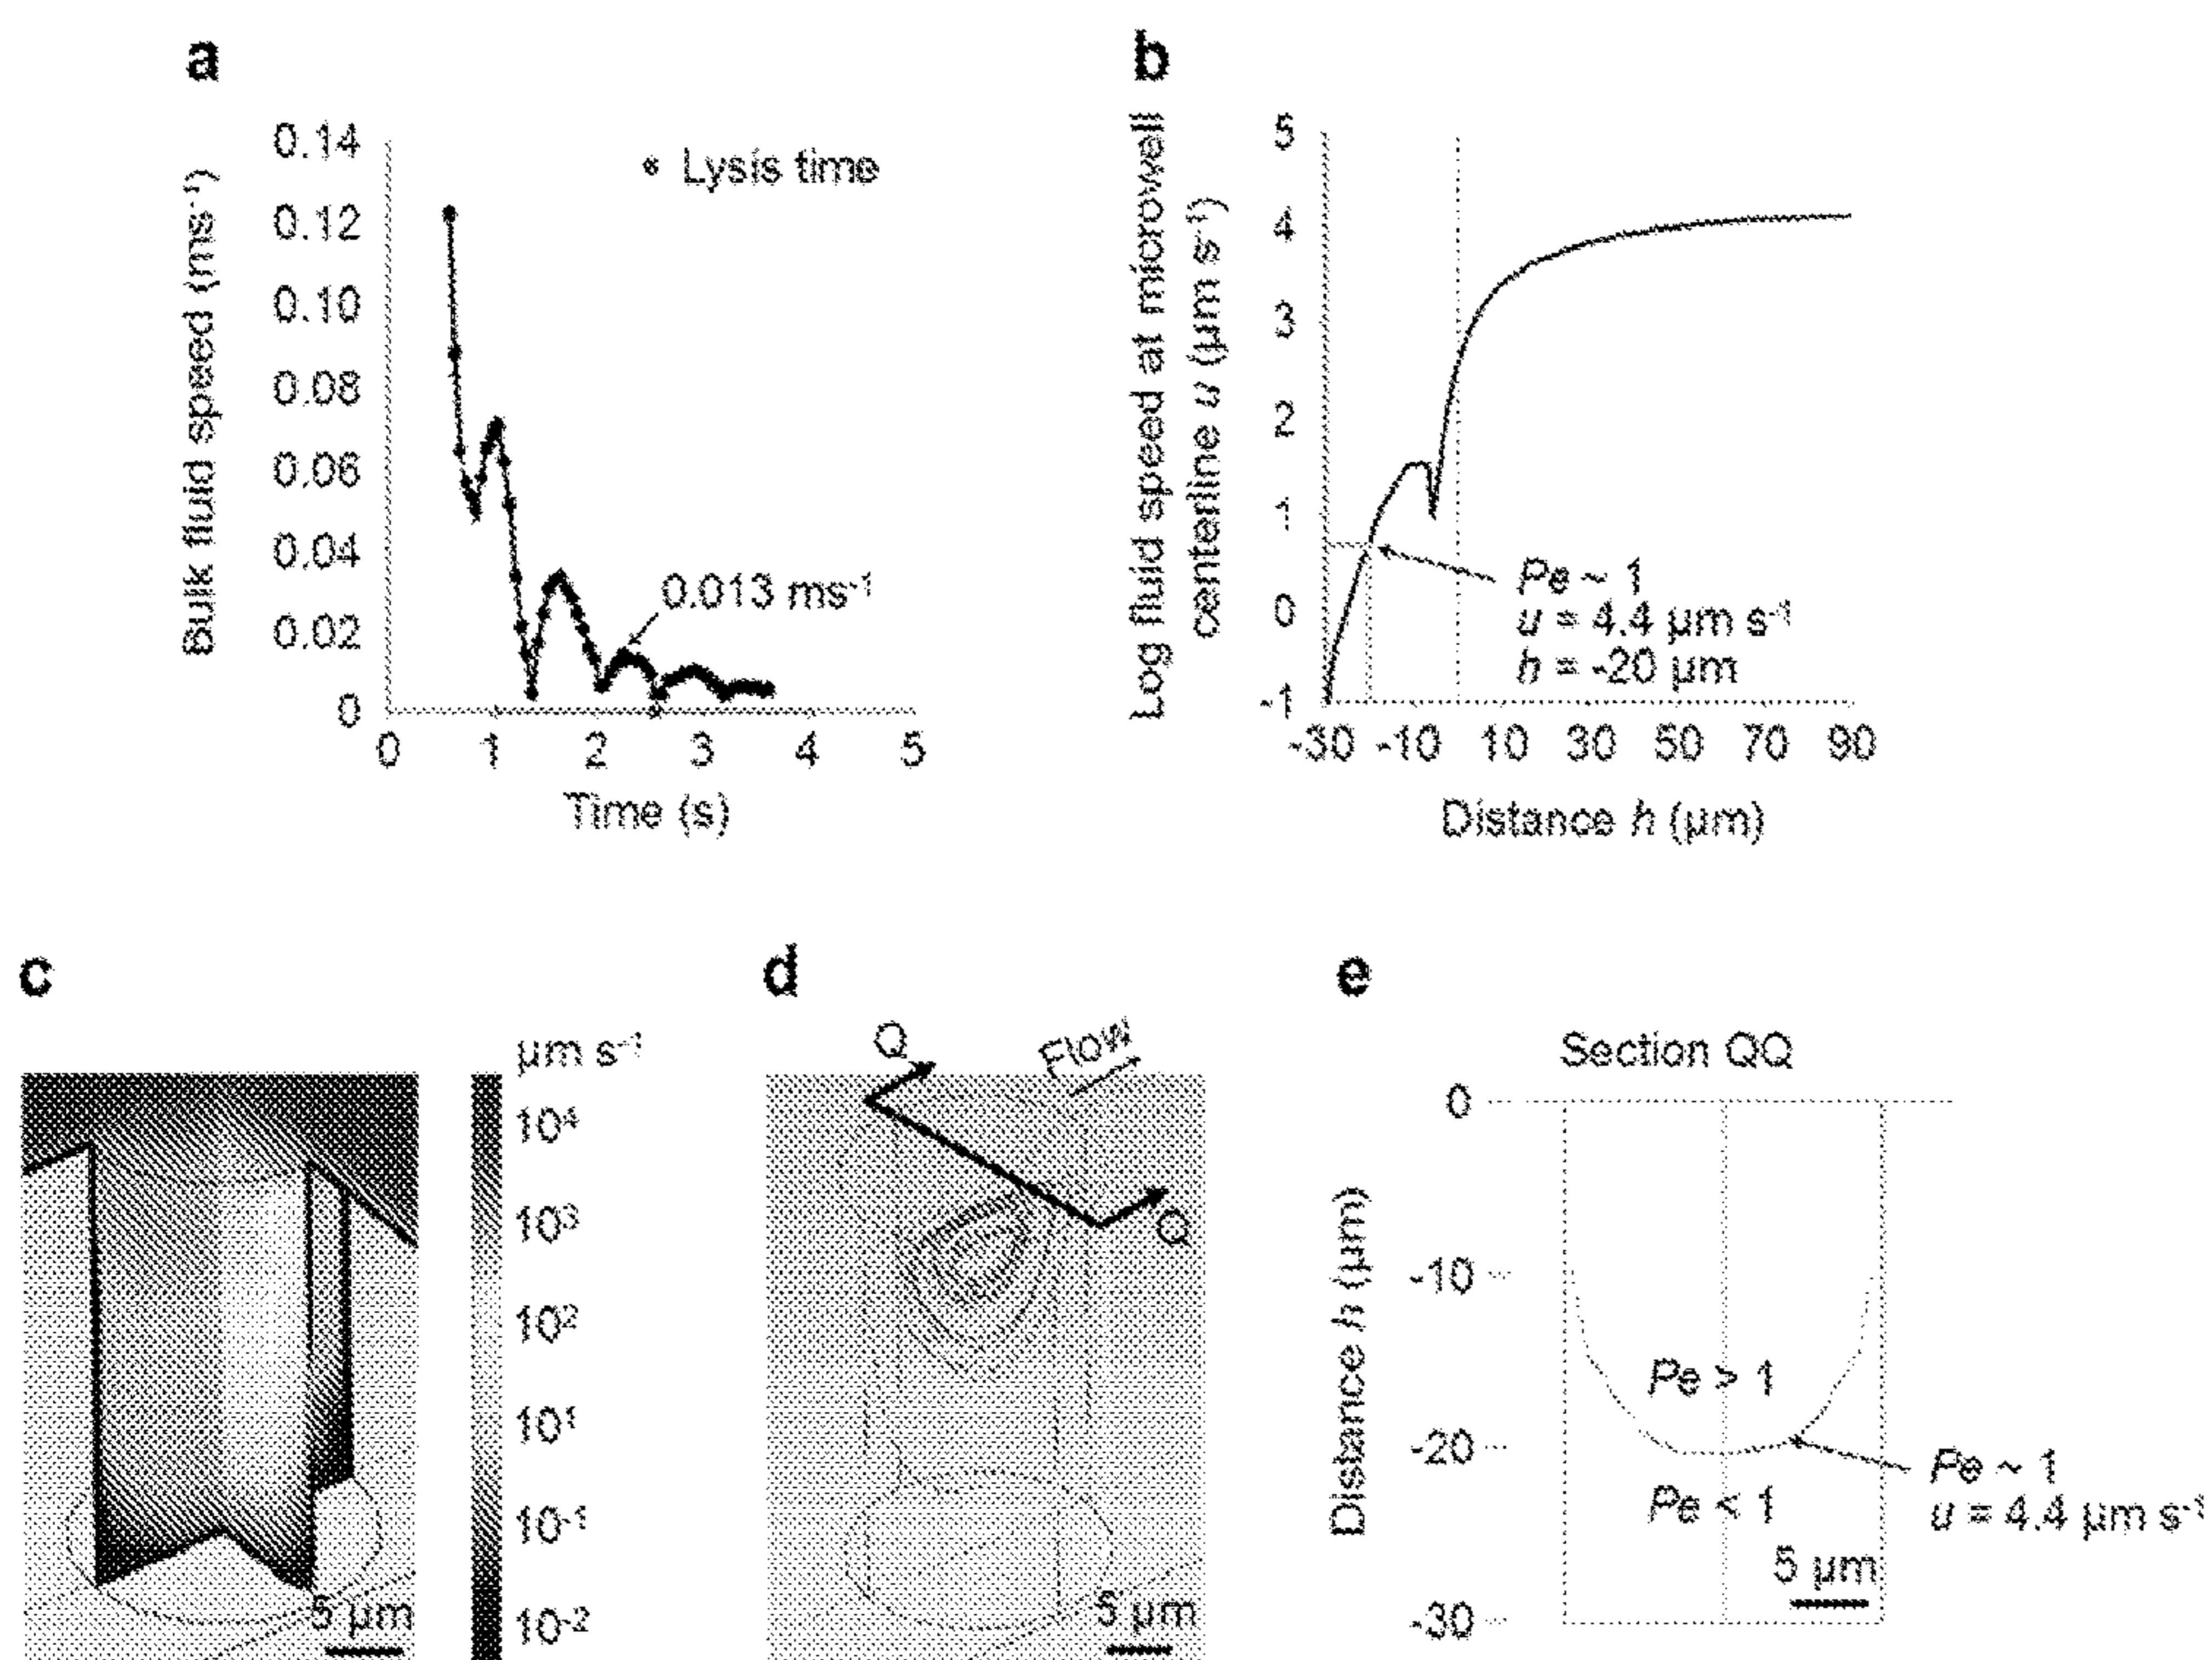 a
Bulk fluid speed (ms⁻¹)
0.14
0.12
0.10
0.08
0.06
0.04
0.02
0
• Lysis time
0.013 ms⁻¹
0 1 2 3 4 5
Time (s)
b
Log fluid speed at microwell
centerline u (µm s⁻¹)
5
4
3
2
1
0
-1
Pe ~ 1
u = 4.4 µm s⁻¹
h = -20 µm
-30 -10 10 30 50 70 90
Distance h (µm)
c
µm s⁻¹
10⁴
10³
10²
10¹
10⁻¹
10⁻²
5 µm
d
Q
Flow
Q
5 µm
e
Section QQ
Distance h (µm)
0
-10
-20
-30
Pe > 1
Pe < 1
Pe ~ 1
u = 4.4 µm s⁻¹
5 µm